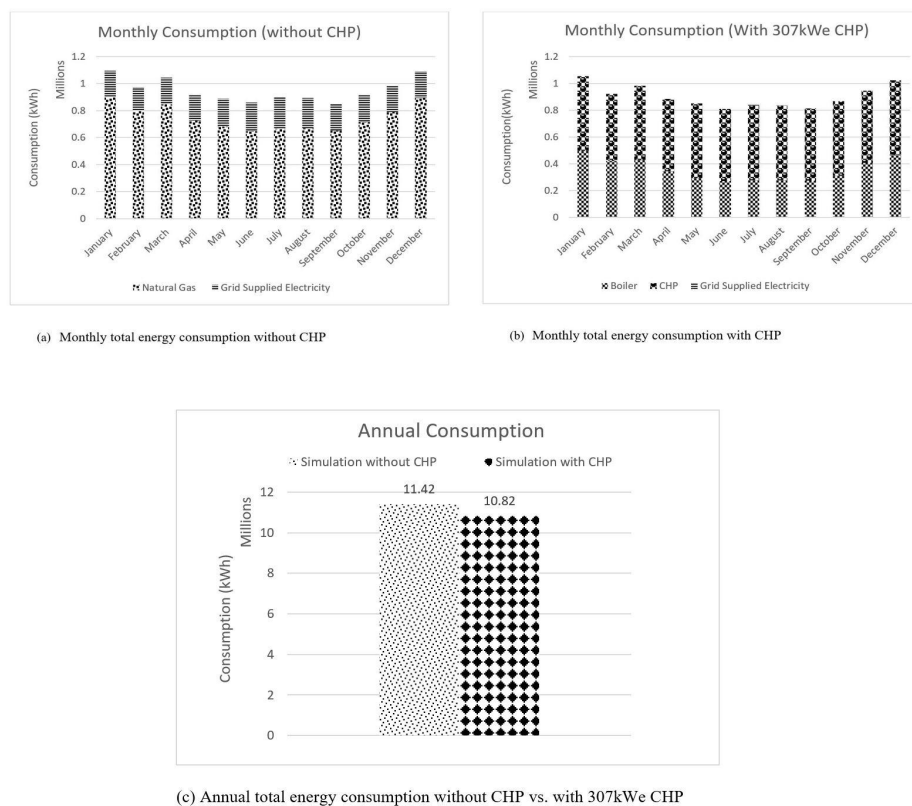 Monthly Consumption (without CHP)
Consumption (kWh)
Millions
1.2
1
0.8
0.6
0.4
0.2
0
January
February
March
April
May
June
July
August
September
October
November
December
Natural Gas
Grid Supplied Electricity
(a) Monthly total energy consumption without CHP
Monthly Consumption (With 307kWe CHP)
Consumption(kWh)
Millions
1.2
1
0.8
0.6
0.4
0.2
0
January
February
March
April
May
June
July
August
September
October
November
December
Boiler
CHP
Grid Supplied Electricity
(b) Monthly total energy consumption with CHP
Annual Consumption
Simulation without CHP
Simulation with CHP
Consumption (kWh)
Millions
12
10
8
6
4
2
0
11.42
10.82
(c) Annual total energy consumption without CHP vs. with 307kWe CHP